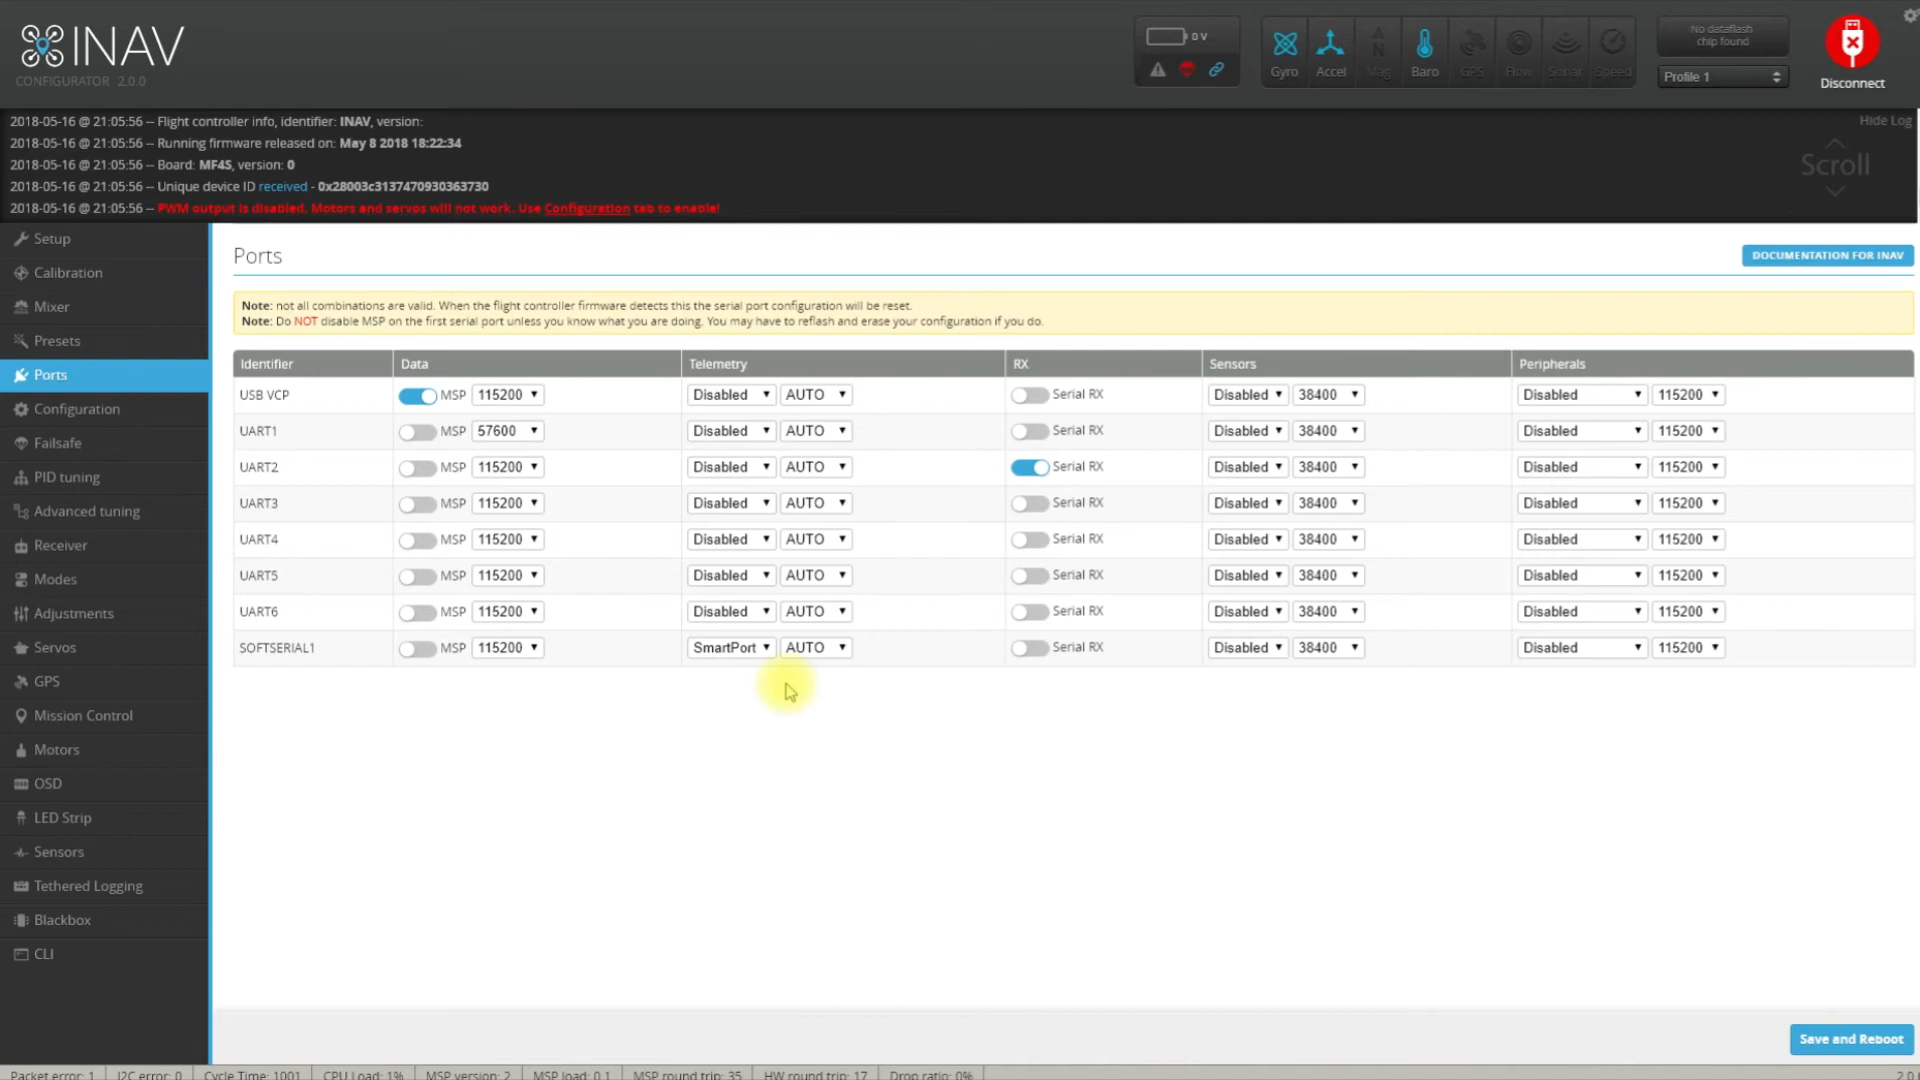 INAV
CONFIGURATOR 2.0.0
0 V
Gyro Accel Mag Baro GPS Flow Sonar Speed
No dataflash
chip found
Profile 1
Disconnect
2018-05-16 @ 21:05:56 -- Flight controller info, identifier: INAV, version:
Hide Log
2018-05-16 @ 21:05:56 -- Running firmware released on: May 8 2018 18:22:34
2018-05-16 @ 21:05:56 -- Board: MF4S, version: 0
Scroll
2018-05-16 @ 21:05:56 -- Unique device ID received - 0x28003c3137470930363730
2018-05-16 @ 21:05:56 -- PWM output is disabled. Motors and servos will not work. Use Configuration tab to enable!
Setup
Calibration
Mixer
Presets
Ports
Configuration
Failsafe
PID tuning
Advanced tuning
Receiver
Modes
Adjustments
Servos
GPS
Mission Control
Motors
OSD
LED Strip
Sensors
Tethered Logging
Blackbox
CLI
Ports
DOCUMENTATION FOR INAV
Note: not all combinations are valid. When the flight controller firmware detects this the serial port configuration will be reset.
Note: Do NOT disable MSP on the first serial port unless you know what you are doing. You may have to reflash and erase your configuration if you do.
Identifier Data Telemetry RX Sensors Peripherals
USB VCP MSP 115200 Disabled AUTO Serial RX Disabled 38400 Disabled 115200
UART1 MSP 57600 Disabled AUTO Serial RX Disabled 38400 Disabled 115200
UART2 MSP 115200 Disabled AUTO Serial RX Disabled 38400 Disabled 115200
UART3 MSP 115200 Disabled AUTO Serial RX Disabled 38400 Disabled 115200
UART4 MSP 115200 Disabled AUTO Serial RX Disabled 38400 Disabled 115200
UART5 MSP 115200 Disabled AUTO Serial RX Disabled 38400 Disabled 115200
UART6 MSP 115200 Disabled AUTO Serial RX Disabled 38400 Disabled 115200
SOFTSERIAL1 MSP 115200 SmartPort AUTO Serial RX Disabled 38400 Disabled 115200
Save and Reboot
Packet error: 1 I2C error: 0 Cycle Time: 1001 CPU Load: 1% MSP version: 2 MSP load: 0.1 MSP round trip: 35 HW round trip: 17 Drop ratio: 0% 2.0